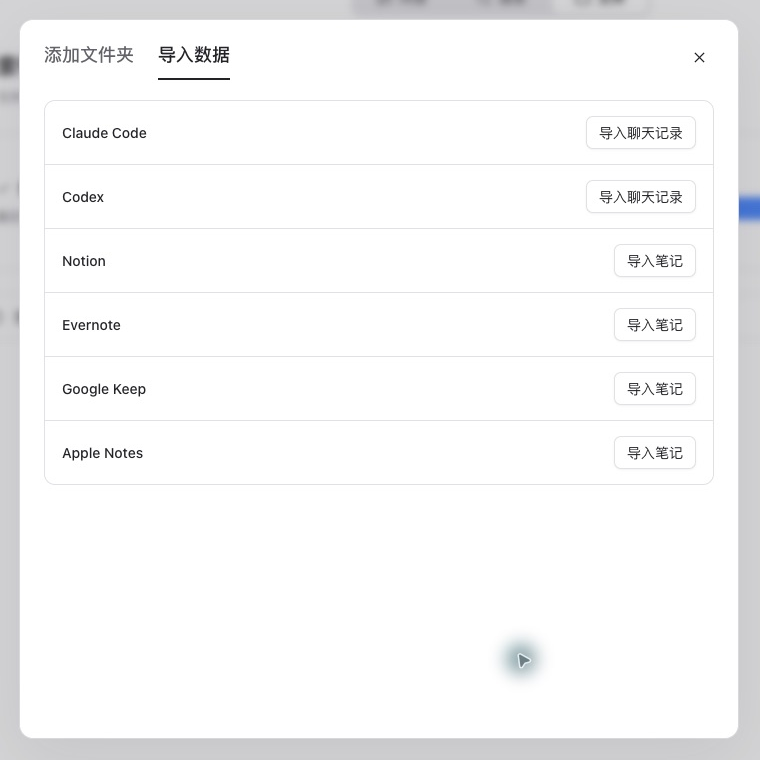 添加文件夹 导入数据
Claude Code 导入聊天记录
Codex 导入聊天记录
Notion 导入笔记
Evernote 导入笔记
Google Keep 导入笔记
Apple Notes 导入笔记